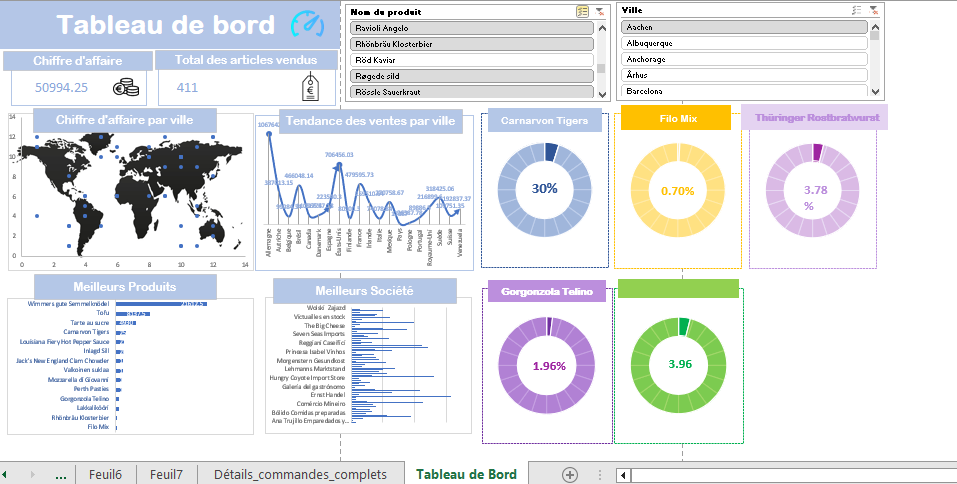 Tableau de bord
Nom de produit
Ravioli Angelo
Rhönbräu Klosterbier
Röd Kaviar
Røgede sild
Rössle Sauerkraut
Ville
Aachen
Albuquerque
Anchorage
Århus
Barcelona
Chiffre d'affaire
50994.25
Total des articles vendus
411
Chiffre d'affaire par ville
14
12
10
8
6
4
2
0
0 2 4 6 8 10 12 14
Tendance des ventes par ville
706456.03
466048.14
479595.73
318425.06
Allemagne
Autriche
Belgique
Brésil
Canada
Danemark
Espagne
États-Unis
Finlande
France
Irlande
Italie
Mexique
Pays
Pologne
Portugal
Royaume-Uni
Suède
Suisse
Venezuela
Carnarvon Tigers
30%
Filo Mix
0.70%
Thüringer Rostbratwurst
3.78
%
Meilleurs Produits
Wimmers gute Semmelknödel
Tofu
Tarte au sucre
Carnarvon Tigers
Louisiana Fiery Hot Pepper Sauce
Inlagd Sill
Jack's New England Clam Chowder
Valkoinen suklaa
Mozzarella di Giovanni
Perth Pasties
Gorgonzola Telino
Lakkalikööri
Rhönbräu Klosterbier
Filo Mix
Meilleurs Société
Wolski Zajazd
Victuailles en stock
The Big Cheese
Seven Seas Imports
Reggiani Caseifici
Princesa Isabel Vinhos
Morgenstern Gesundkost
Lehmanns Marktstand
Hungry Coyote Import Store
Galería del gastrónomo
Ernst Handel
Comércio Mineiro
Bólido Comidas preparadas
Ana Trujillo Emparedados y...
Gorgonzola Telino
1.96%
3.96
... Feuil6 Feuil7 Détails_commandes_complets Tableau de Bord